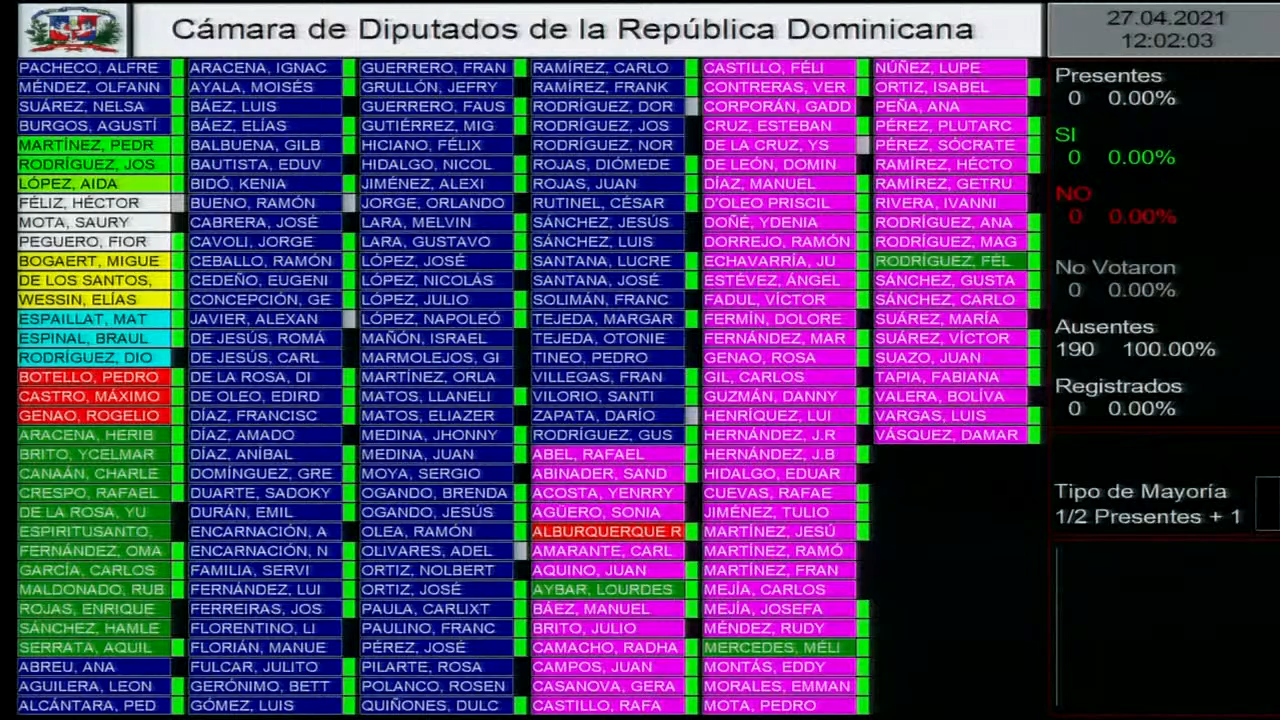 Cámara de Diputados de la República Dominicana
27.04.2021
12:02:03
PACHECO, ALFRE
MÉNDEZ, OLFANN
SUÁREZ, NELSA
BURGOS, AGUSTÍ
MARTÍNEZ, PEDR
RODRÍGUEZ, JOS
LÓPEZ, AIDA
FÉLIZ, HÉCTOR
MOTA, SAURY
PEGUERO, FIOR
BOGAERT, MIGUE
DE LOS SANTOS,
WESSIN, ELÍAS
ESPAILLAT, MAT
ESPINAL, BRAUL
RODRÍGUEZ, DIO
BOTELLO, PEDRO
CASTRO, MÁXIMO
GENAO, ROGELIO
ARACENA, HERIB
BRITO, YCELMAR
CANAÁN, CHARLE
CRESPO, RAFAEL
DE LA ROSA, YU
ESPIRITUSANTO,
FERNÁNDEZ, OMA
GARCÍA, CARLOS
MALDONADO, RUB
ROJAS, ENRIQUE
SÁNCHEZ, HAMLE
SERRATA, AQUIL
ABREU, ANA
AGUILERA, LEON
ALCÁNTARA, PED
ARACENA, IGNAC
AYALA, MOISÉS
BÁEZ, LUIS
BÁEZ, ELÍAS
BALBUENA, GILB
BAUTISTA, EDUV
BIDÓ, KENIA
BUENO, RAMÓN
CABRERA, JOSÉ
CAVOLI, JORGE
CEBALLO, RAMÓN
CEDEÑO, EUGENI
CONCEPCIÓN, GE
JAVIER, ALEXAN
DE JESÚS, ROMÁ
DE JESÚS, CARL
DE LA ROSA, DI
DE OLEO, EDIRD
DÍAZ, FRANCISC
DÍAZ, AMADO
DÍAZ, ANÍBAL
DOMÍNGUEZ, GRE
DUARTE, SADOKY
DURÁN, EMIL
ENCARNACIÓN, A
ENCARNACIÓN, N
FAMILIA, SERVI
FERNÁNDEZ, LUI
FERREIRAS, JOS
FLORENTINO, LI
FLORIÁN, MANUE
FULCAR, JULITO
GERÓNIMO, BETT
GÓMEZ, LUIS
GUERRERO, FRAN
GRULLÓN, JEFRY
GUERRERO, FAUS
GUTIÉRREZ, MIG
HICIANO, FÉLIX
HIDALGO, NICOL
JIMÉNEZ, ALEXI
JORGE, ORLANDO
LARA, MELVIN
LARA, GUSTAVO
LÓPEZ, JOSÉ
LÓPEZ, NICOLÁS
LÓPEZ, JULIO
LÓPEZ, NAPOLEÓ
MAÑÓN, ISRAEL
MARMOLEJOS, GI
MARTÍNEZ, ORLA
MATOS, LLANELI
MATOS, ELIAZER
MEDINA, JHONNY
MEDINA, JUAN
MOYA, SERGIO
OGANDO, BRENDA
OGANDO, JESÚS
OLEA, RAMÓN
OLIVARES, ADEL
ORTIZ, NOLBERT
ORTIZ, JOSÉ
PAULA, CARLIXT
PAULINO, FRANC
PÉREZ, JOSÉ
PILARTE, ROSA
POLANCO, ROSEN
QUIÑONES, DULC
RAMÍREZ, CARLO
RAMÍREZ, FRANK
RODRÍGUEZ, DOR
RODRÍGUEZ, JOS
RODRÍGUEZ, NOR
ROJAS, DIÓMEDE
ROJAS, JUAN
RUTINEL, CÉSAR
SÁNCHEZ, JESÚS
SÁNCHEZ, LUIS
SANTANA, LUCRE
SANTANA, JOSÉ
SOLIMÁN, FRANC
TEJEDA, MARGAR
TEJEDA, OTONIE
TINEO, PEDRO
VILLEGAS, FRAN
VILORIO, SANTI
ZAPATA, DARÍO
RODRÍGUEZ, GUS
ABEL, RAFAEL
ABINADER, SAND
ACOSTA, YENRRY
AGÜERO, SONIA
ALBURQUERQUE R
AMARANTE, CARL
AQUINO, JUAN
AYBAR, LOURDES
BÁEZ, MANUEL
BRITO, JULIO
CAMACHO, RADHA
CAMPOS, JUAN
CASANOVA, GERA
CASTILLO, RAFA
CASTILLO, FÉLI
CONTRERAS, VER
CORPORÁN, GADD
CRUZ, ESTEBAN
DE LA CRUZ, YS
DE LEÓN, DOMIN
DÍAZ, MANUEL
D'OLEO PRISCIL
DOÑÉ, YDENIA
DORREJO, RAMÓN
ECHAVARRÍA, JU
ESTÉVEZ, ÁNGEL
FADUL, VÍCTOR
FERMÍN, DOLORE
FERNÁNDEZ, MAR
GENAO, ROSA
GIL, CARLOS
GUZMÁN, DANNY
HENRÍQUEZ, LUI
HERNÁNDEZ, J.R
HERNÁNDEZ, J.B
HIDALGO, EDUAR
CUEVAS, RAFAE
JIMÉNEZ, TULIO
MARTÍNEZ, JESÚ
MARTÍNEZ, RAMÓ
MARTÍNEZ, FRAN
MEJÍA, CARLOS
MEJÍA, JOSEFA
MÉNDEZ, RUDY
MERCEDES, MÉLI
MONTÁS, EDDY
MORALES, EMMAN
MOTA, PEDRO
NÚÑEZ, LUPE
ORTIZ, ISABEL
PEÑA, ANA
PÉREZ, PLUTARC
PÉREZ, SÓCRATE
RAMÍREZ, HÉCTO
RAMÍREZ, GETRU
RIVERA, IVANNI
RODRÍGUEZ, ANA
RODRÍGUEZ, MAG
RODRÍGUEZ, FÉL
SÁNCHEZ, GUSTA
SÁNCHEZ, CARLO
SUÁREZ, MARÍA
SUÁREZ, VÍCTOR
SUAZO, JUAN
TAPIA, FABIANA
VALERA, BOLÍVA
VARGAS, LUIS
VÁSQUEZ, DAMAR
Presentes
0 0.00%
SI
0 0.00%
NO
0 0.00%
No Votaron
0 0.00%
Ausentes
190 100.00%
Registrados
0 0.00%
Tipo de Mayoría
1/2 Presentes + 1